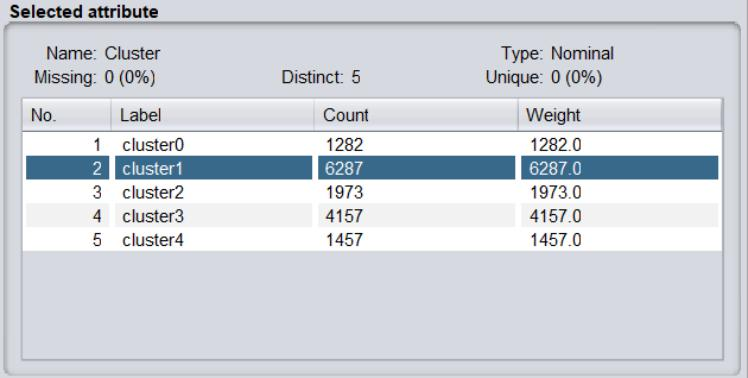 Selected attribute
Name: Cluster Type: Nominal
Missing: 0 (0%) Distinct: 5 Unique: 0 (0%)
No. Label Count Weight
1 cluster0 1282 1282.0
2 cluster1 6287 6287.0
3 cluster2 1973 1973.0
4 cluster3 4157 4157.0
5 cluster4 1457 1457.0